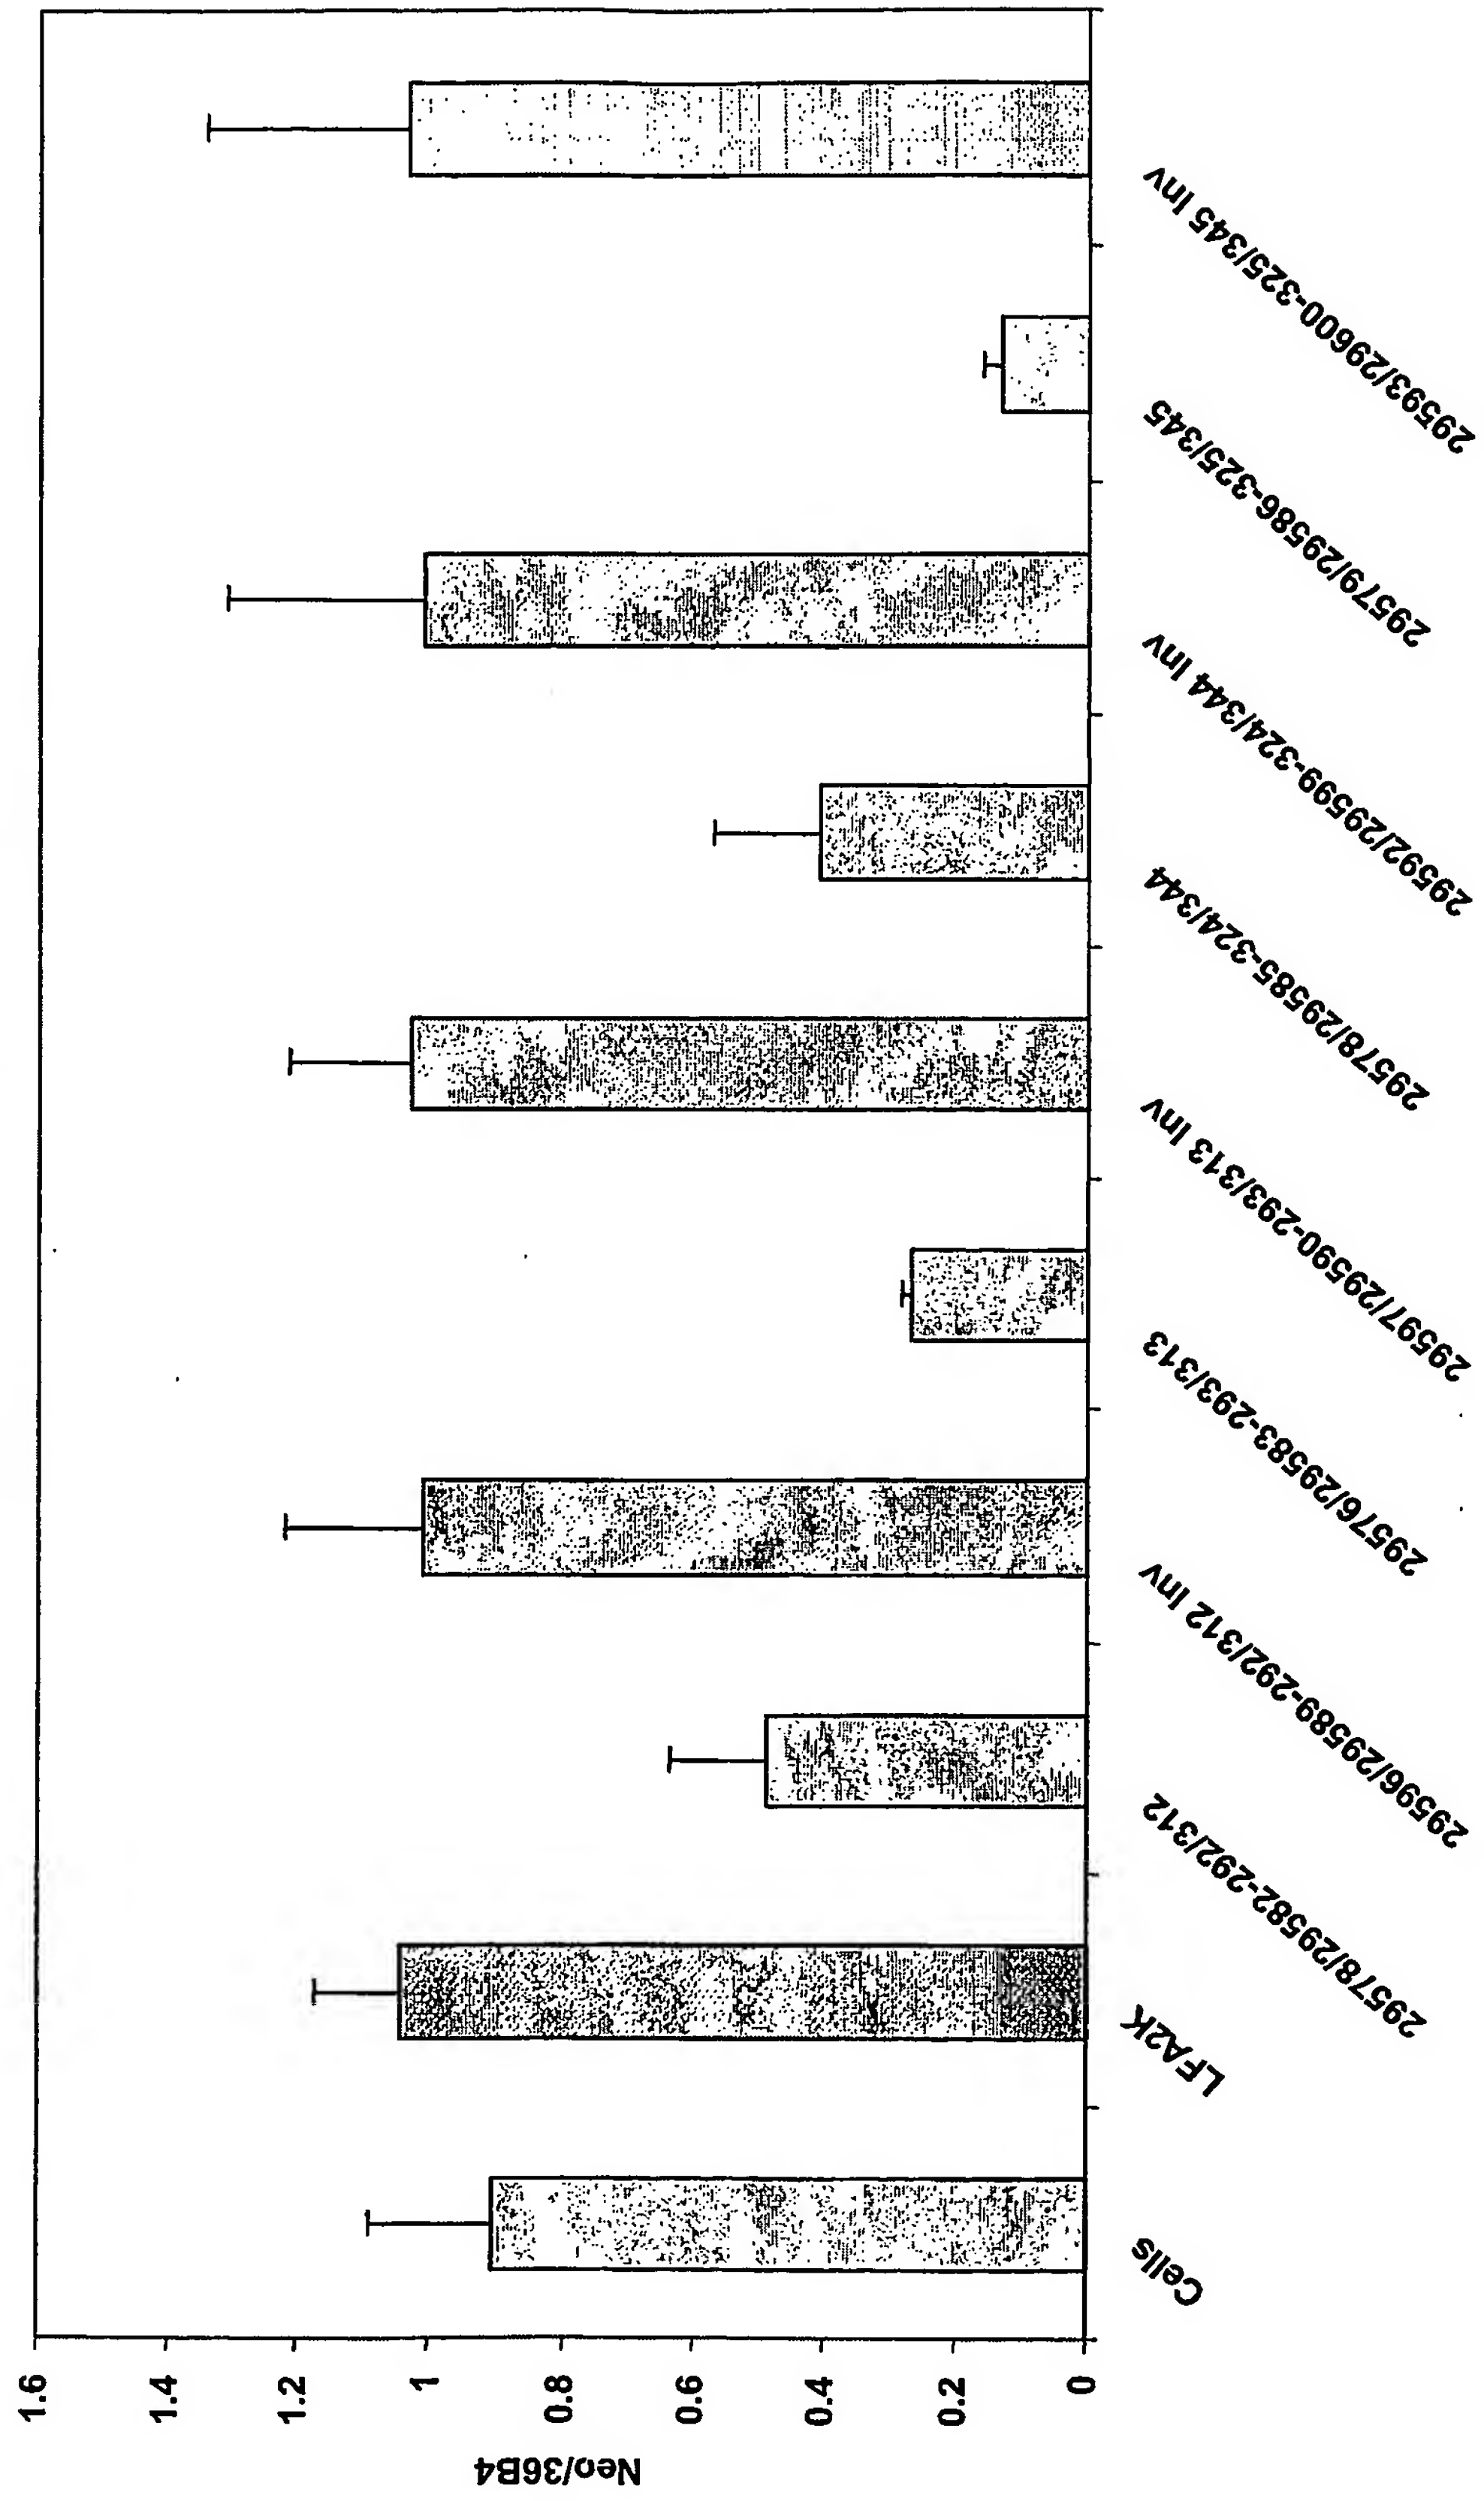 Neo/36B4
1.6
1.4
1.2
1
0.8
0.6
0.4
0.2
0
Cells
LFA2K
29578/29582-292/312
29596/29589-292/312 Inv
29576/29583-293/313
29597/29590-293/313 Inv
29578/29585-324/344
29592/29599-324/344 Inv
29579/29586-325/345
29593/29600-325/345 Inv